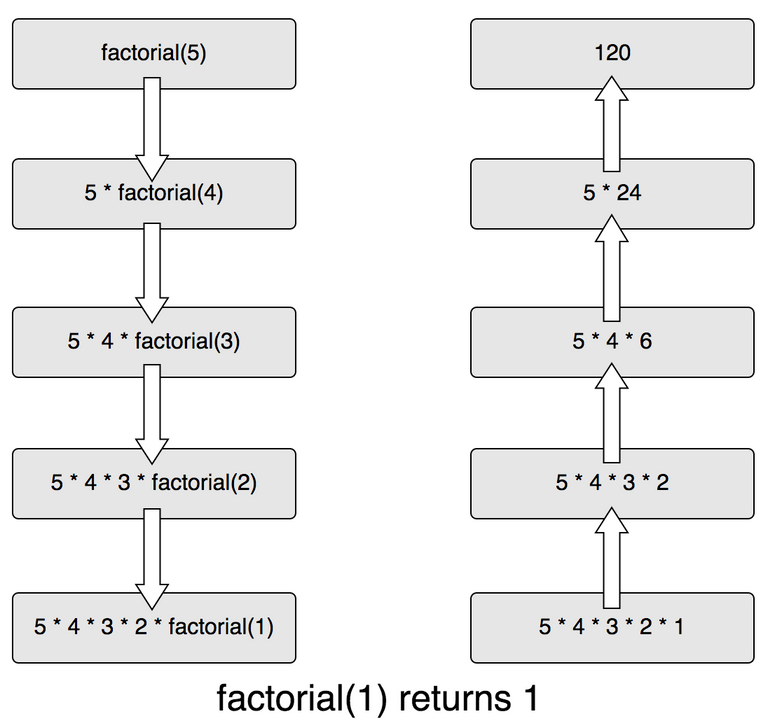 factorial(5)
5 * factorial(4)
5 * 4 * factorial(3)
5 * 4 * 3 * factorial(2)
5 * 4 * 3 * 2 * factorial(1)
120
5 * 24
5 * 4 * 6
5 * 4 * 3 * 2
5 * 4 * 3 * 2 * 1
factorial(1) returns 1